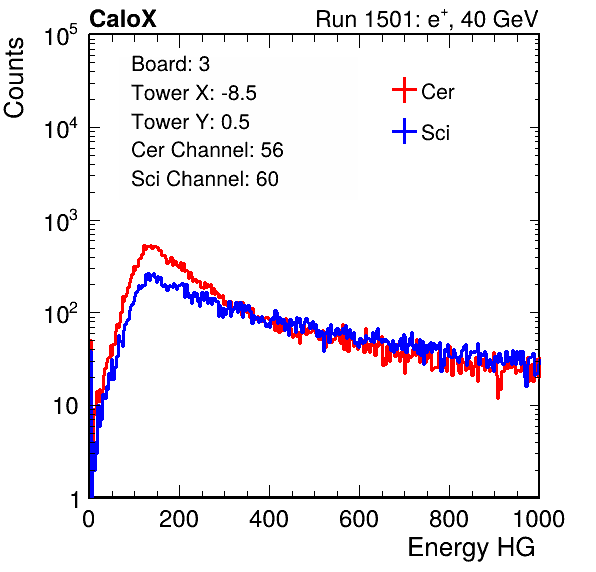 CaloX
Run 1501: e⁺, 40 GeV
Counts
Board: 3
Tower X: -8.5
Tower Y: 0.5
Cer Channel: 56
Sci Channel: 60
Cer
Sci
10⁵
10⁴
10³
10²
10
1
0 200 400 600 800 1000
Energy HG